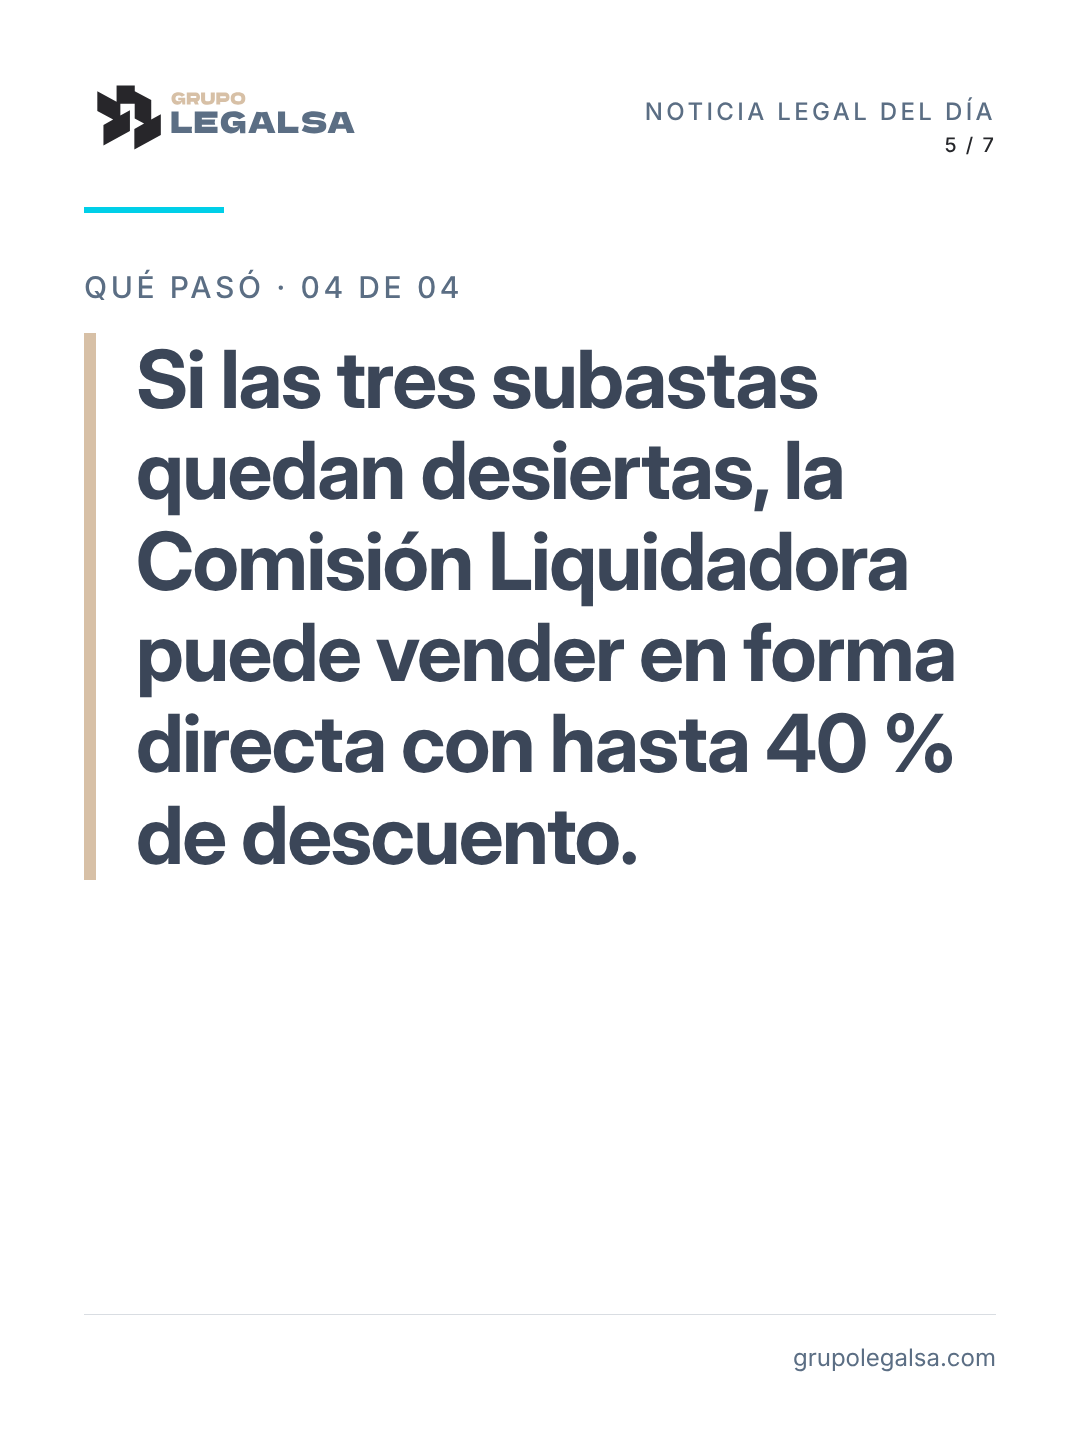 GRUPO
LEGALSA
NOTICIA LEGAL DEL DÍA
5 / 7
QUÉ PASÓ · 04 DE 04
Si las tres subastas
quedan desiertas, la
Comisión Liquidadora
puede vender en forma
directa con hasta 40 %
de descuento.
grupolegalsa.com